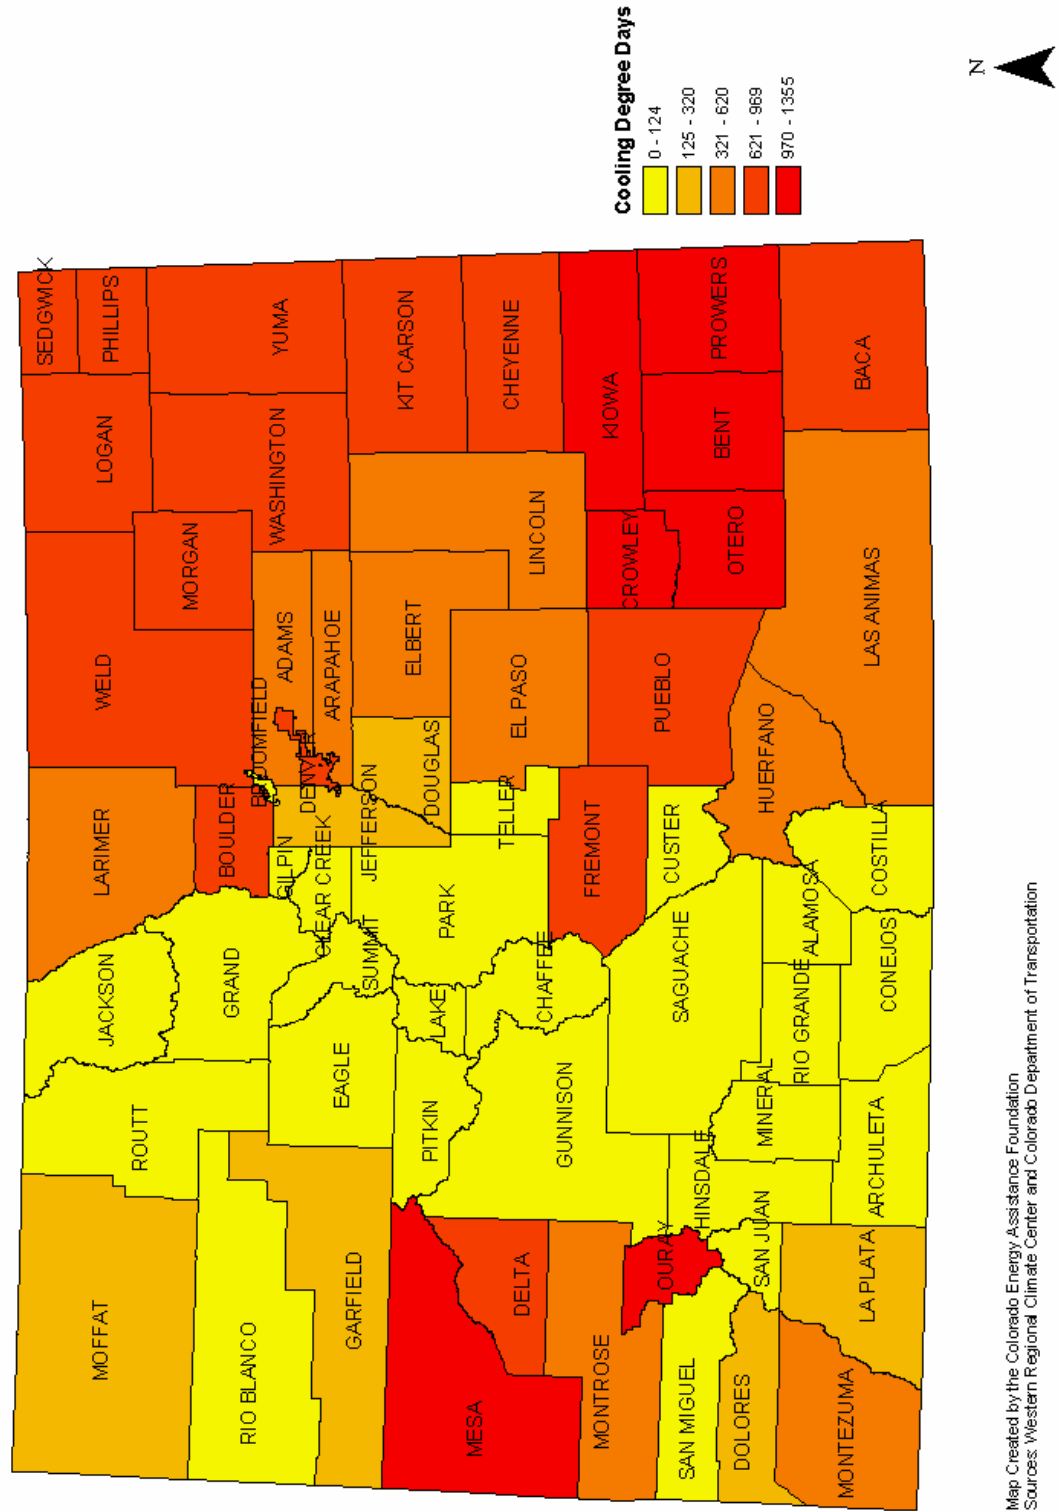 SEDGWICK
LOGAN
PHILLIPS
WELD
LARIMER
JACKSON
MOFFAT
ROUTT
MORGAN
WASHINGTON
YUMA
BOULDER
GRAND
RIO BLANCO
BROOMFIELD
ADAMS
GILPIN
DENVER
ARAPAHOE
CLEAR CREEK
EAGLE
GARFIELD
JEFFERSON
SUMMIT
KIT CARSON
ELBERT
DOUGLAS
PARK
LAKE
PITKIN
MESA
CHEYENNE
LINCOLN
EL PASO
TELLER
CHAFFEE
DELTA
GUNNISON
KIOWA
CROWLEY
FREMONT
MONTROSE
PUEBLO
CUSTER
SAGUACHE
OURAY
HINSDALE
SAN MIGUEL
PROWERS
BENT
OTERO
HUERFANO
MINERAL
SAN JUAN
DOLORES
ALAMOSA
RIO GRANDE
BACA
LAS ANIMAS
COSTILLA
CONEJOS
ARCHULETA
LA PLATA
MONTEZUMA
Cooling Degree Days
0 - 124
125 - 320
321 - 620
621 - 969
970 - 1355
N
Map Created by the Colorado Energy Assistance Foundation
Sources: Western Regional Climate Center and Colorado Department of Transportation